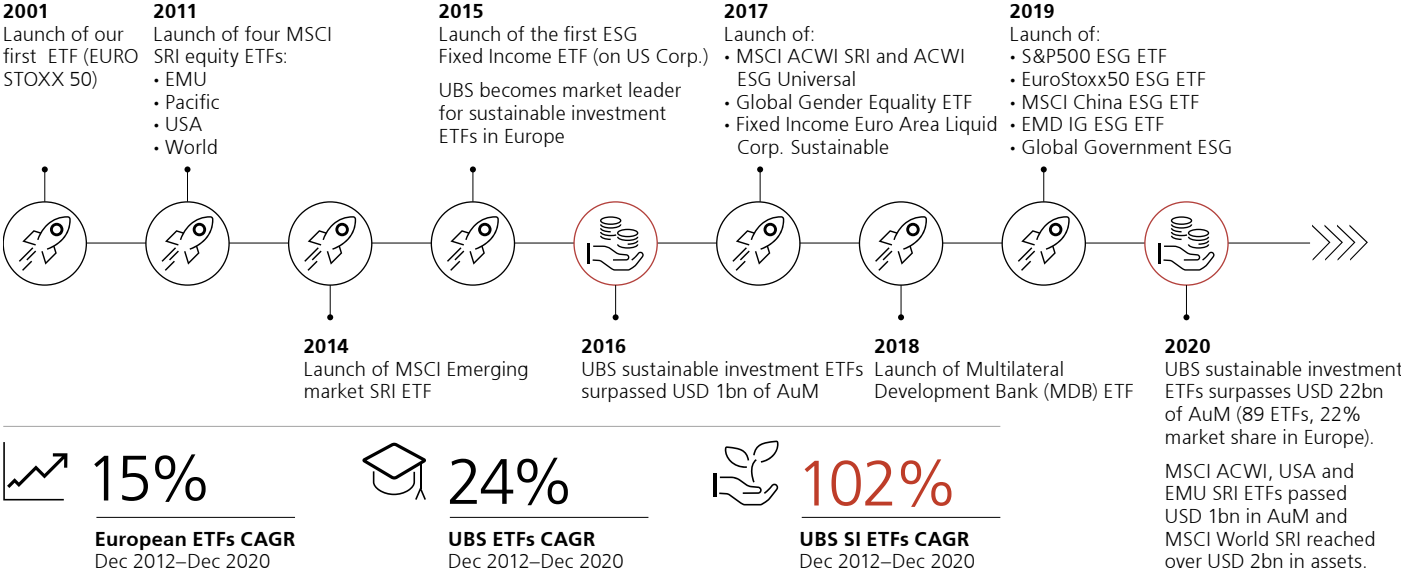 2001
Launch of our
first ETF (EURO
STOXX 50)
2011
Launch of four MSCI
SRI equity ETFs:
• EMU
• Pacific
• USA
• World
2015
Launch of the first ESG
Fixed Income ETF (on US Corp.)
UBS becomes market leader
for sustainable investment
ETFs in Europe
2017
Launch of:
• MSCI ACWI SRI and ACWI
ESG Universal
• Global Gender Equality ETF
• Fixed Income Euro Area Liquid
Corp. Sustainable
2019
Launch of:
• S&P500 ESG ETF
• EuroStoxx50 ESG ETF
• MSCI China ESG ETF
• EMD IG ESG ETF
• Global Government ESG
2014
Launch of MSCI Emerging
market SRI ETF
2016
UBS sustainable investment ETFs
surpassed USD 1bn of AuM
2018
Launch of Multilateral
Development Bank (MDB) ETF
2020
UBS sustainable investment
ETFs surpasses USD 22bn
of AuM (89 ETFs, 22%
market share in Europe).
MSCI ACWI, USA and
EMU SRI ETFs passed
USD 1bn in AuM and
MSCI World SRI reached
over USD 2bn in assets.
15%
European ETFs CAGR
Dec 2012–Dec 2020
24%
UBS ETFs CAGR
Dec 2012–Dec 2020
102%
UBS SI ETFs CAGR
Dec 2012–Dec 2020